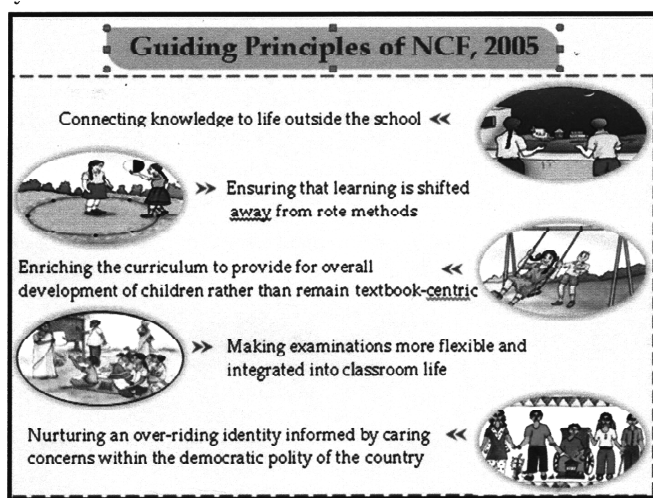 Guiding Principles of NCF, 2005
Connecting knowledge to life outside the school
Ensuring that learning is shifted
away from rote methods
Enriching the curriculum to provide for overall
development of children rather than remain textbook-centric
Making examinations more flexible and
integrated into classroom life
Nurturing an over-riding identity informed by caring
concerns within the democratic polity of the country